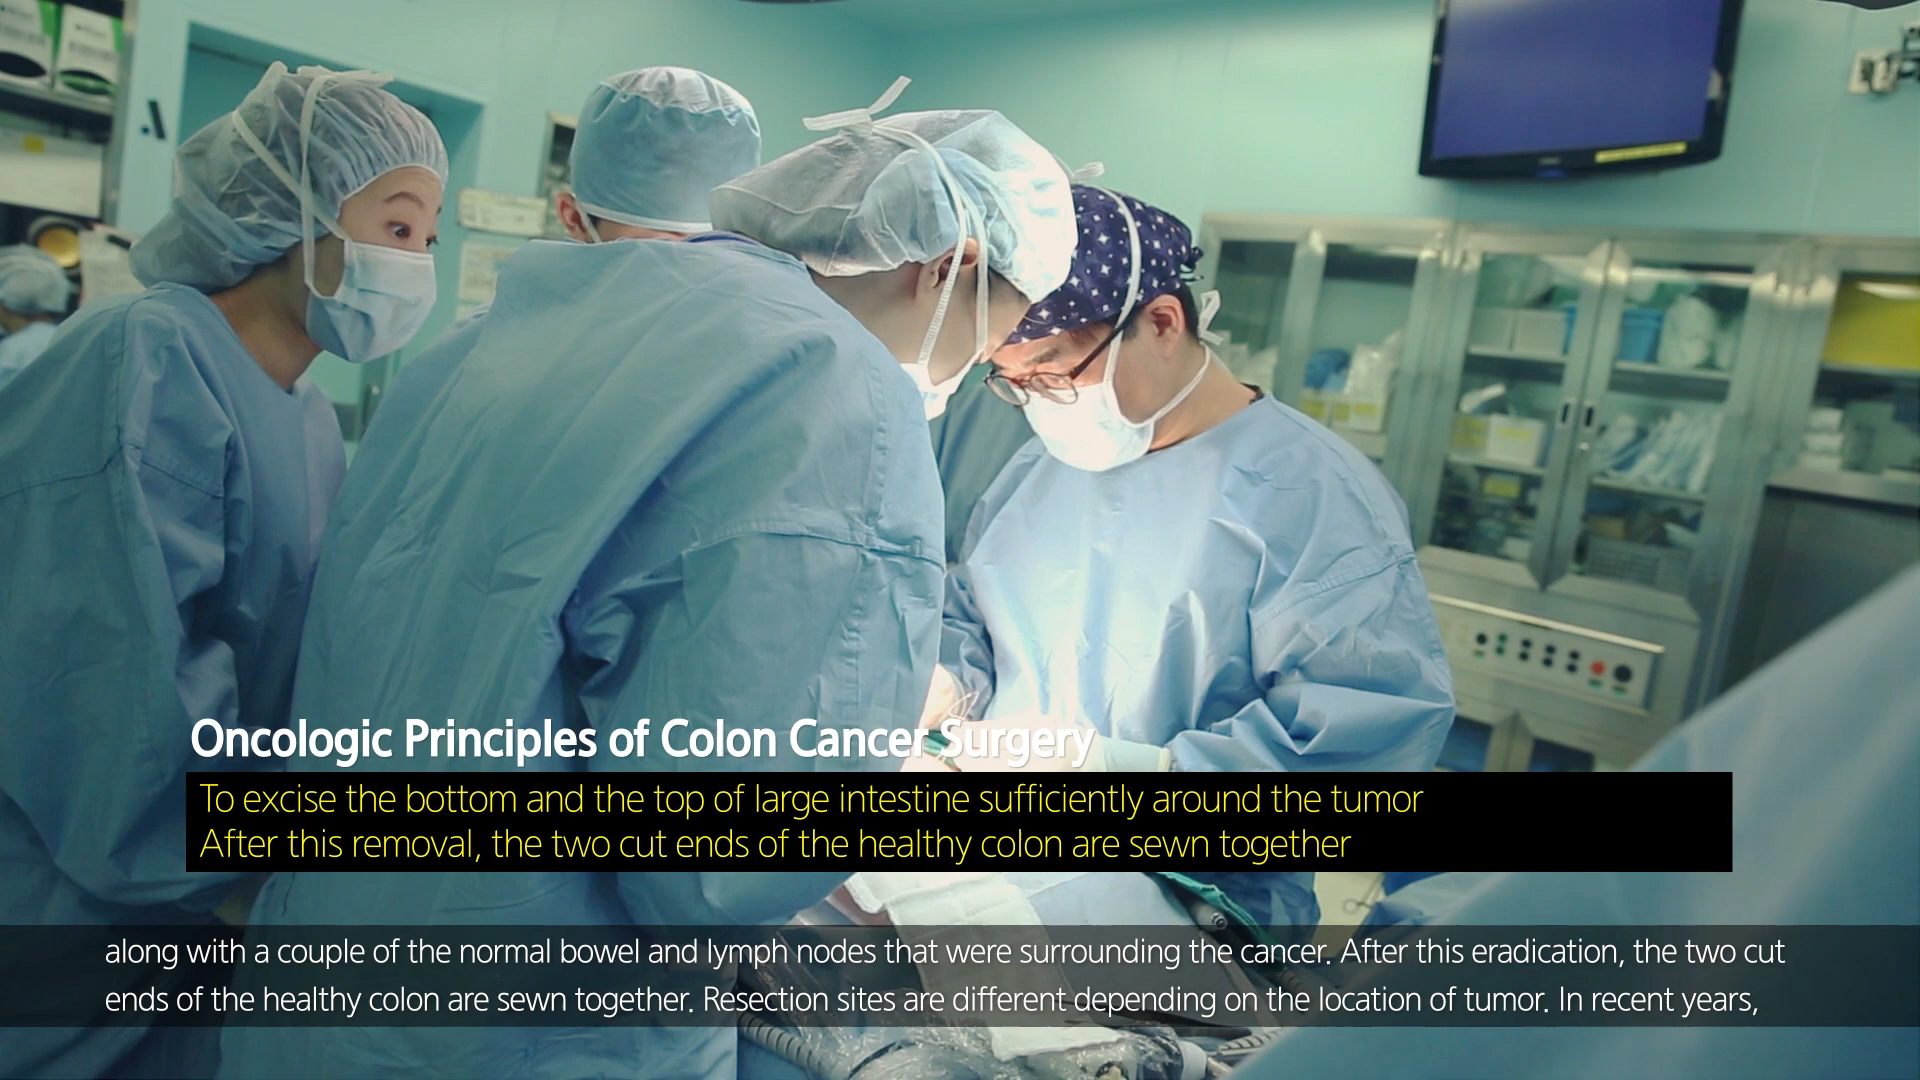 Oncologic Principles of Colon Cancer Surgery
To excise the bottom and the top of large intestine sufficiently around the tumor
After this removal, the two cut ends of the healthy colon are sewn together
along with a couple of the normal bowel and lymph nodes that were surrounding the cancer. After this eradication, the two cut
ends of the healthy colon are sewn together. Resection sites are different depending on the location of tumor. In recent years,